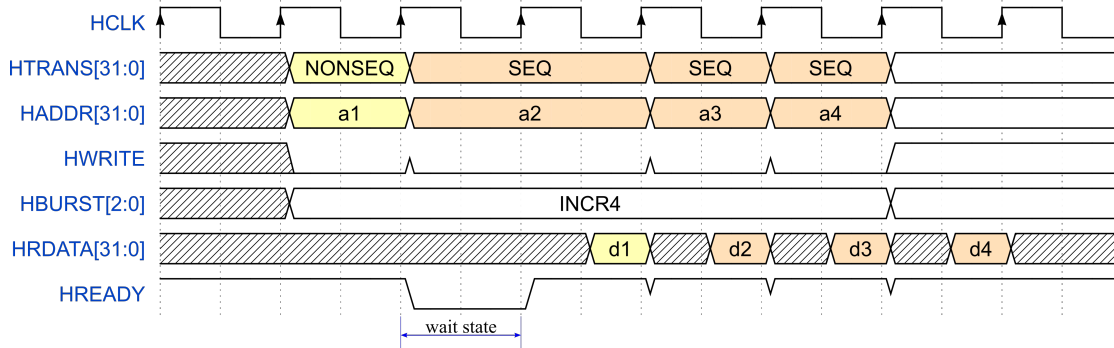 HCLK
HTRANS[31:0] NONSEQ SEQ SEQ SEQ
HADDR[31:0] a1 a2 a3 a4
HWRITE
HBURST[2:0] INCR4
HRDATA[31:0] d1 d2 d3 d4
HREADY
wait state